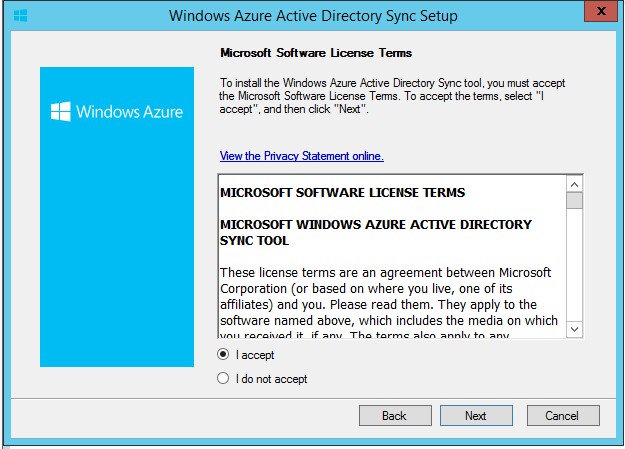 Windows Azure Active Directory Sync Setup
x
Microsoft Software License Terms
To install the Windows Azure Active Directory Sync tool, you must accept
the Microsoft Software License Terms. To accept the terms, select "I
accept", and then click "Next".
Windows Azure
View the Privacy Statement online.
MICROSOFT SOFTWARE LICENSE TERMS
MICROSOFT WINDOWS AZURE ACTIVE DIRECTORY
SYNC TOOL
These license terms are an agreement between Microsoft
Corporation (or based on where you live, one of its
affiliates) and you. Please read them. They apply to the
software named above, which includes the media on which
you received it, if any. The terms also apply to any
I accept
I do not accept
Back
Next
Cancel